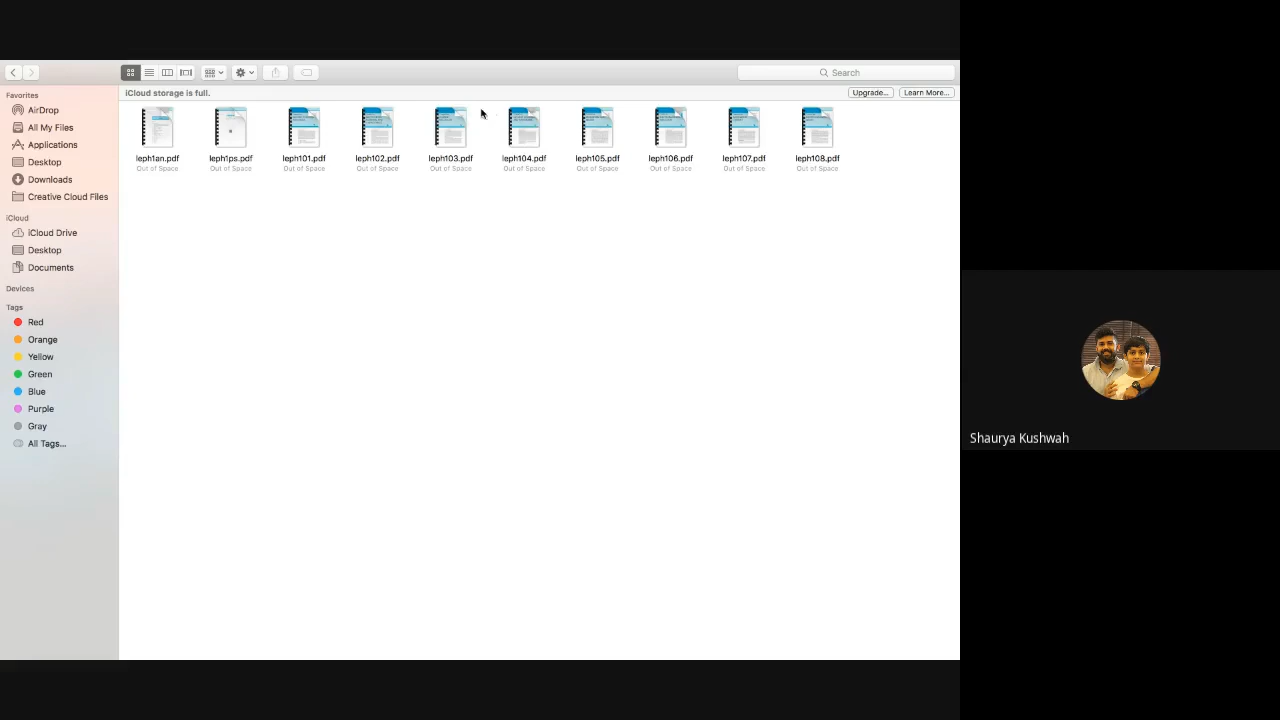 Search
iCloud storage is full.
Upgrade...
Learn More...
Favorites
AirDrop
All My Files
Applications
Desktop
Downloads
Creative Cloud Files
iCloud
iCloud Drive
Desktop
Documents
Devices
Tags
Red
Orange
Yellow
Green
Blue
Purple
Gray
All Tags...
leph1an.pdf
Out of Space
leph1ps.pdf
Out of Space
leph101.pdf
Out of Space
leph102.pdf
Out of Space
leph103.pdf
Out of Space
leph104.pdf
Out of Space
leph105.pdf
Out of Space
leph106.pdf
Out of Space
leph107.pdf
Out of Space
leph108.pdf
Out of Space
Shaurya Kushwah